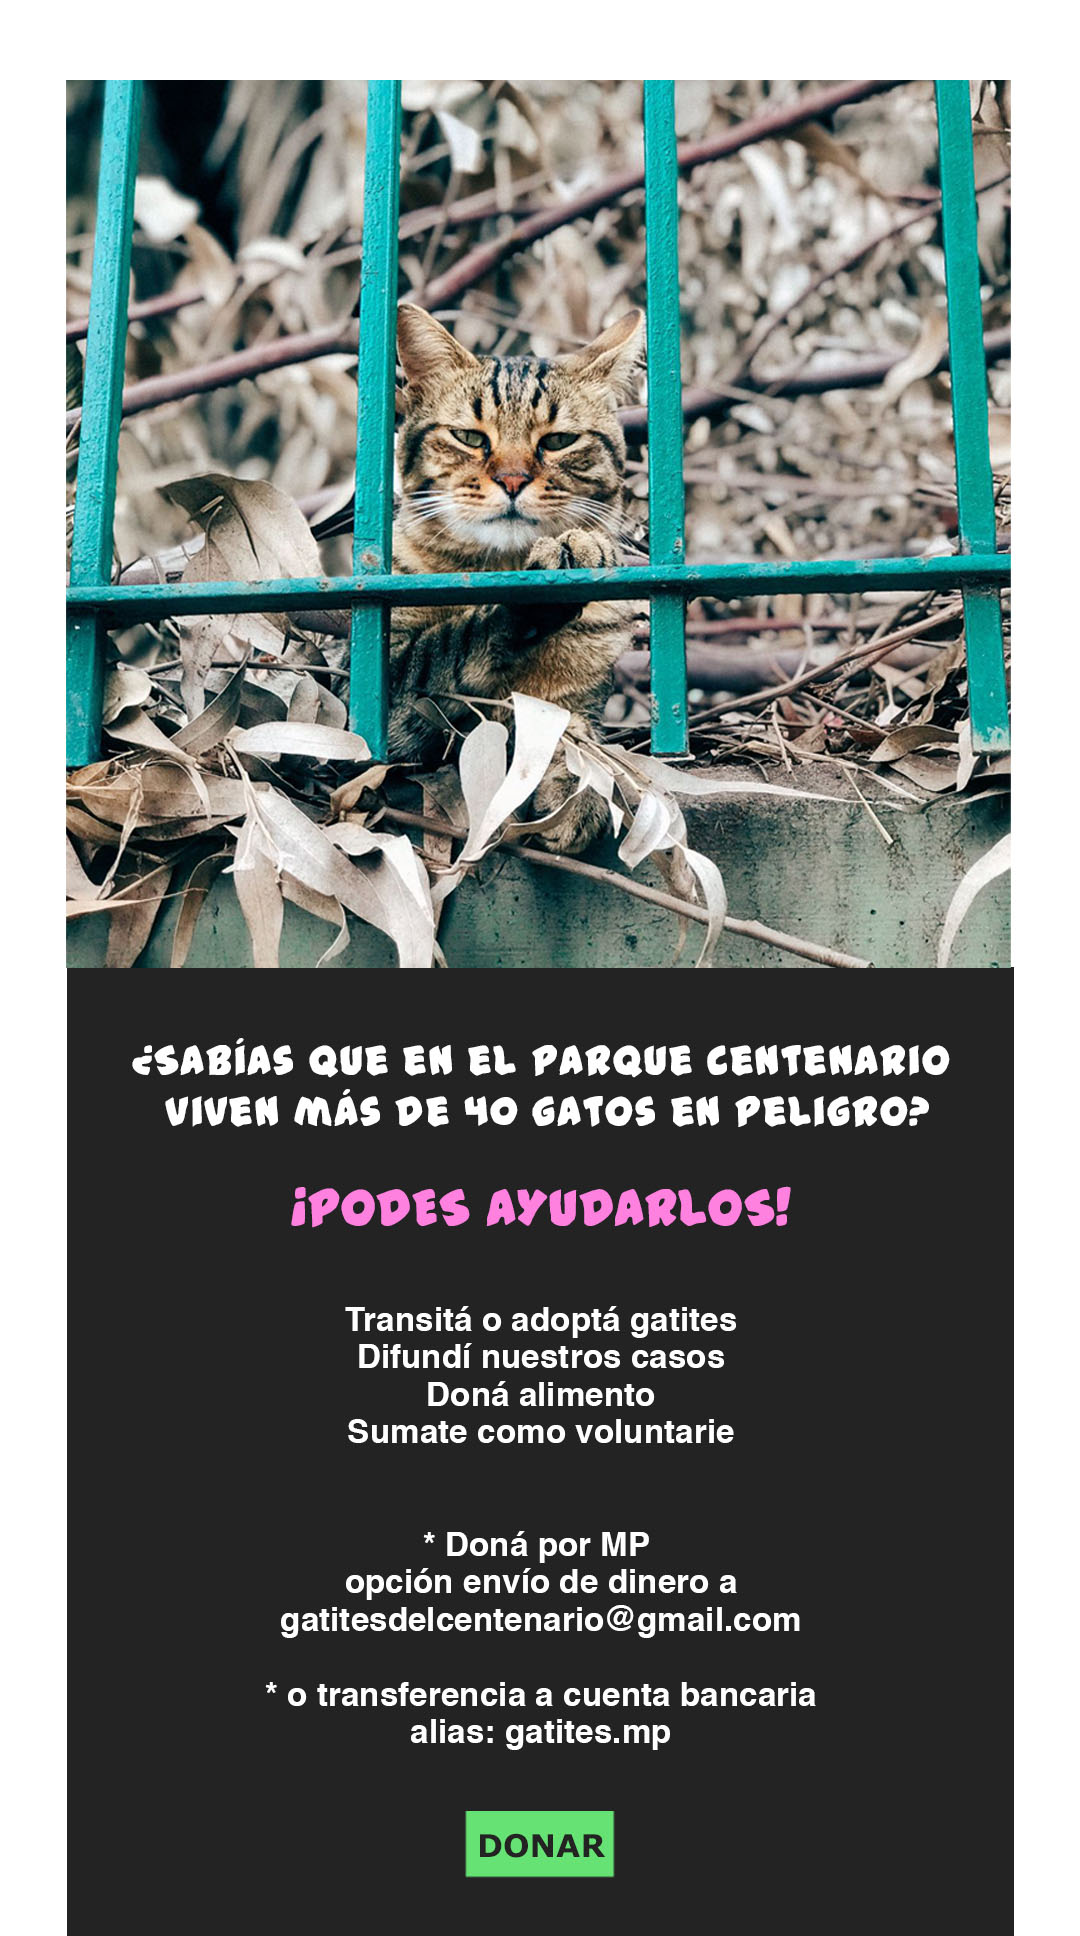 ¿SABÍAS QUE EN EL PARQUE CENTENARIO
VIVEN MÁS DE 40 GATOS EN PELIGRO?
¡PODES AYUDARLOS!
Transitá o adoptá gatites
Difundí nuestros casos
Doná alimento
Sumate como voluntarie
* Doná por MP
opción envío de dinero a
gatitesdelcentenario@gmail.com
* o transferencia a cuenta bancaria
alias: gatites.mp
DONAR